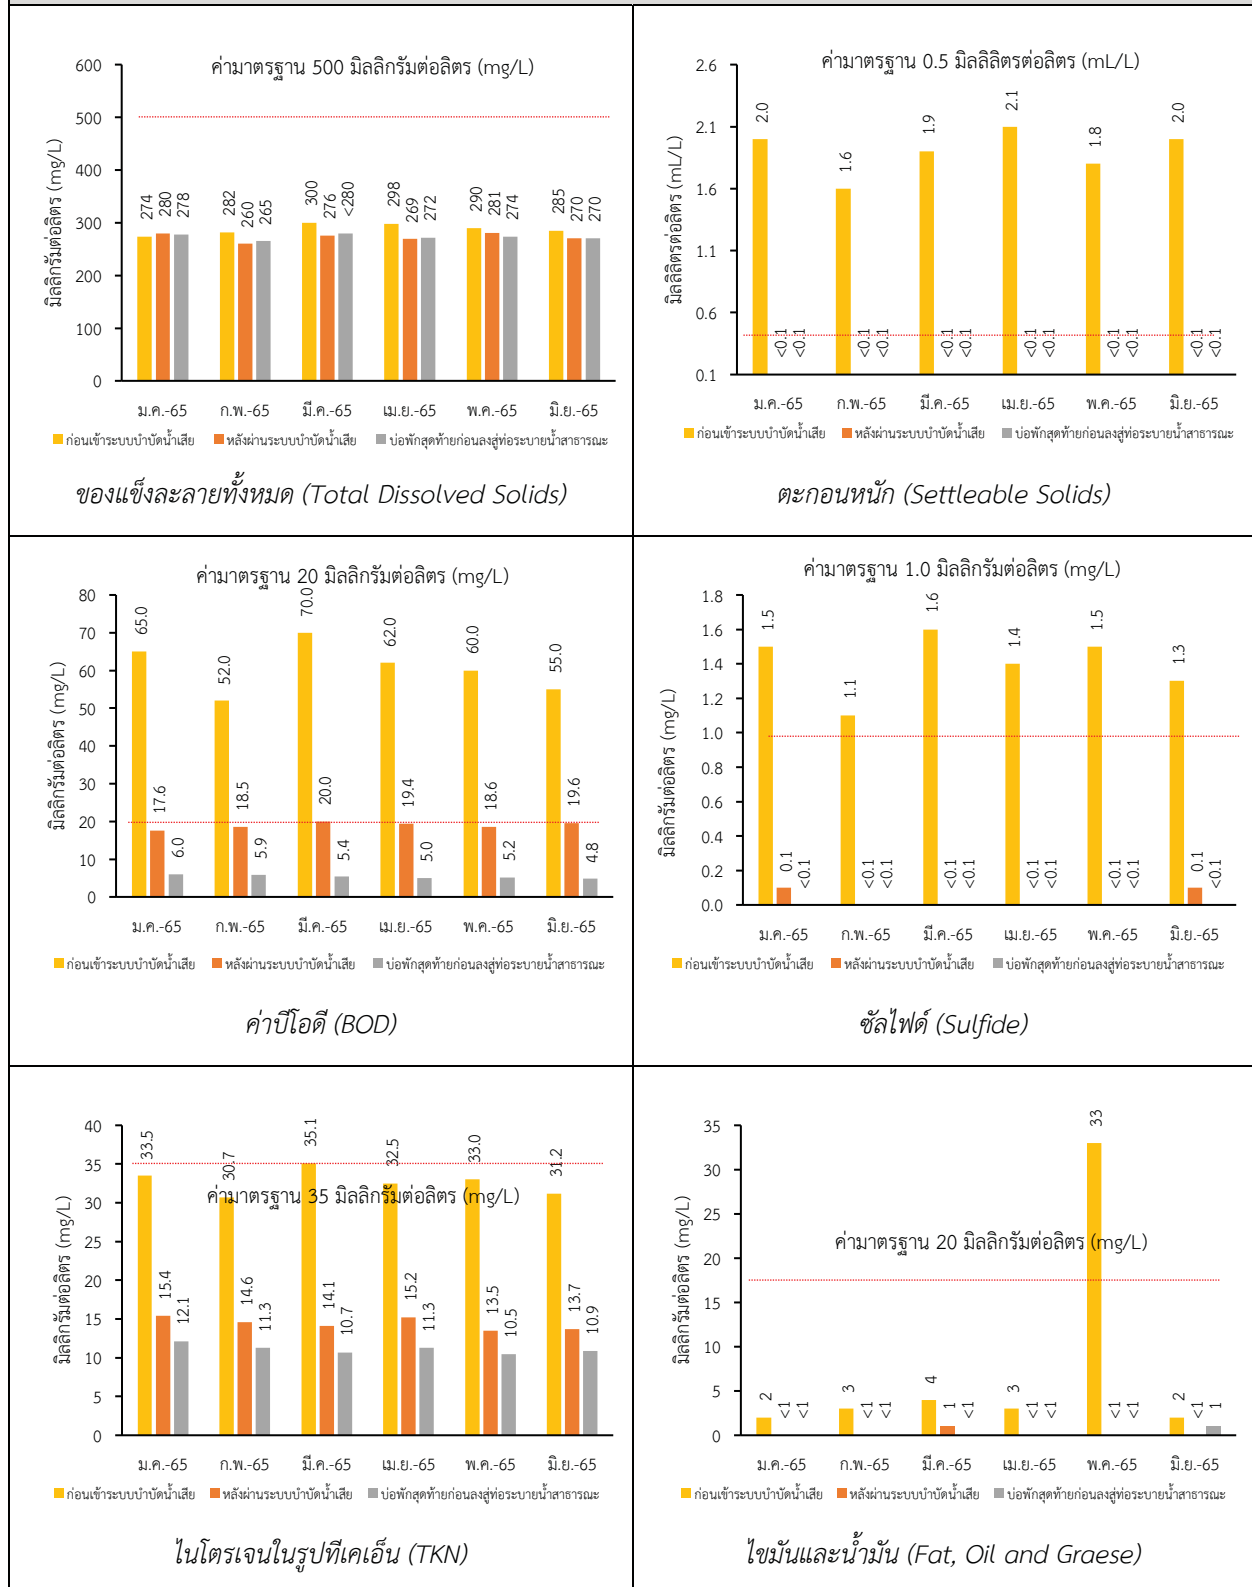 ค่ามาตรฐาน 500 มิลลิกรัมต่อลิตร (mg/L)
มิลลิกรัมต่อลิตร (mg/L)
600
500
400
300
200
100
0
274 280 278
282 260 265
300 276 <280
298 269 272
290 281 274
285 270 270
ม.ค.-65 ก.พ.-65 มี.ค.-65 เม.ย.-65 พ.ค.-65 มิ.ย.-65
ก่อนเข้าระบบบำบัดน้ำเสีย หลังผ่านระบบบำบัดน้ำเสีย บ่อพักสุดท้ายก่อนลงสู่ท่อระบายน้ำสาธารณะ
ของแข็งละลายทั้งหมด (Total Dissolved Solids)
ค่ามาตรฐาน 0.5 มิลลิลิตรต่อลิตร (mL/L)
มิลลิลิตรต่อลิตร (mL/L)
2.6
2.1
1.6
1.1
0.6
0.1
2.0 <0.1 <0.1
1.6 <0.1 <0.1
1.9 <0.1 <0.1
2.1 <0.1 <0.1
1.8 <0.1 <0.1
2.0 <0.1 <0.1
ม.ค.-65 ก.พ.-65 มี.ค.-65 เม.ย.-65 พ.ค.-65 มิ.ย.-65
ก่อนเข้าระบบบำบัดน้ำเสีย หลังผ่านระบบบำบัดน้ำเสีย บ่อพักสุดท้ายก่อนลงสู่ท่อระบายน้ำสาธารณะ
ตะกอนหนัก (Settleable Solids)
ค่ามาตรฐาน 20 มิลลิกรัมต่อลิตร (mg/L)
มิลลิกรัมต่อลิตร (mg/L)
80
70
60
50
40
30
20
10
0
65.0 17.6 6.0
52.0 18.5 5.9
70.0 20.0 5.4
62.0 19.4 5.0
60.0 18.6 5.2
55.0 19.6 4.8
ม.ค.-65 ก.พ.-65 มี.ค.-65 เม.ย.-65 พ.ค.-65 มิ.ย.-65
ก่อนเข้าระบบบำบัดน้ำเสีย หลังผ่านระบบบำบัดน้ำเสีย บ่อพักสุดท้ายก่อนลงสู่ท่อระบายน้ำสาธารณะ
ค่าบีโอดี (BOD)
ค่ามาตรฐาน 1.0 มิลลิกรัมต่อลิตร (mg/L)
มิลลิกรัมต่อลิตร (mg/L)
1.8
1.6
1.4
1.2
1.0
0.8
0.6
0.4
0.2
0.0
1.5 0.1 <0.1
1.1 <0.1 <0.1
1.6 <0.1 <0.1
1.4 <0.1 <0.1
1.5 <0.1 <0.1
1.3 0.1 <0.1
ม.ค.-65 ก.พ.-65 มี.ค.-65 เม.ย.-65 พ.ค.-65 มิ.ย.-65
ก่อนเข้าระบบบำบัดน้ำเสีย หลังผ่านระบบบำบัดน้ำเสีย บ่อพักสุดท้ายก่อนลงสู่ท่อระบายน้ำสาธารณะ
ซัลไฟด์ (Sulfide)
ค่ามาตรฐาน 35 มิลลิกรัมต่อลิตร (mg/L)
มิลลิกรัมต่อลิตร (mg/L)
40
35
30
25
20
15
10
5
0
33.5 15.4 12.1
30.7 14.6 11.3
35.1 14.1 10.7
32.5 15.2 11.3
33.0 13.5 10.5
31.2 13.7 10.9
ม.ค.-65 ก.พ.-65 มี.ค.-65 เม.ย.-65 พ.ค.-65 มิ.ย.-65
ก่อนเข้าระบบบำบัดน้ำเสีย หลังผ่านระบบบำบัดน้ำเสีย บ่อพักสุดท้ายก่อนลงสู่ท่อระบายน้ำสาธารณะ
ไนโตรเจนในรูปทีเคเอ็น (TKN)
ค่ามาตรฐาน 20 มิลลิกรัมต่อลิตร (mg/L)
มิลลิกรัมต่อลิตร (mg/L)
35
30
25
20
15
10
5
0
2 <1 <1
3 <1 <1
4 1 <1
3 <1 <1
33 <1 <1
2 <1 1
ม.ค.-65 ก.พ.-65 มี.ค.-65 เม.ย.-65 พ.ค.-65 มิ.ย.-65
ก่อนเข้าระบบบำบัดน้ำเสีย หลังผ่านระบบบำบัดน้ำเสีย บ่อพักสุดท้ายก่อนลงสู่ท่อระบายน้ำสาธารณะ
ไขมันและน้ำมัน (Fat, Oil and Graese)